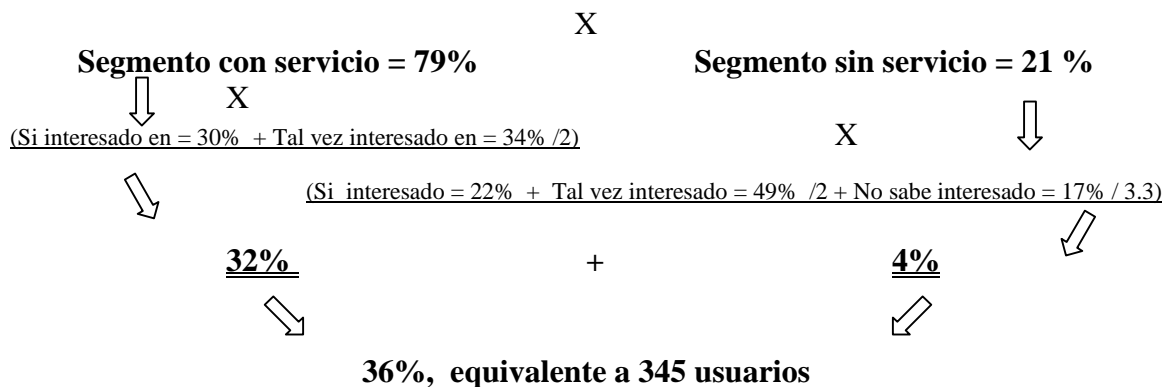 X
Segmento con servicio = 79% Segmento sin servicio = 21 %
X
(Si interesado en = 30% + Tal vez interesado en = 34% /2) X
(Si interesado = 22% + Tal vez interesado = 49% /2 + No sabe interesado = 17% / 3.3)
32% + 4%
36%, equivalente a 345 usuarios